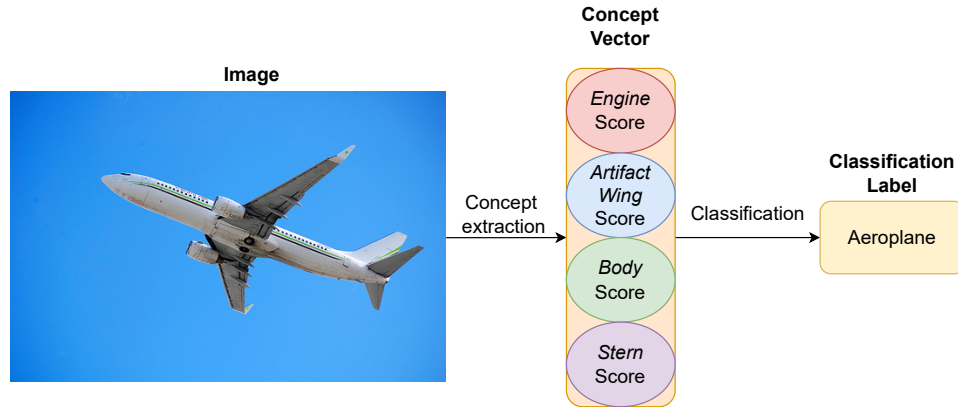 Image
Concept
extraction
Concept
Vector
Engine
Score
Artifact
Wing
Score
Body
Score
Stern
Score
Classification
Classification
Label
Aeroplane